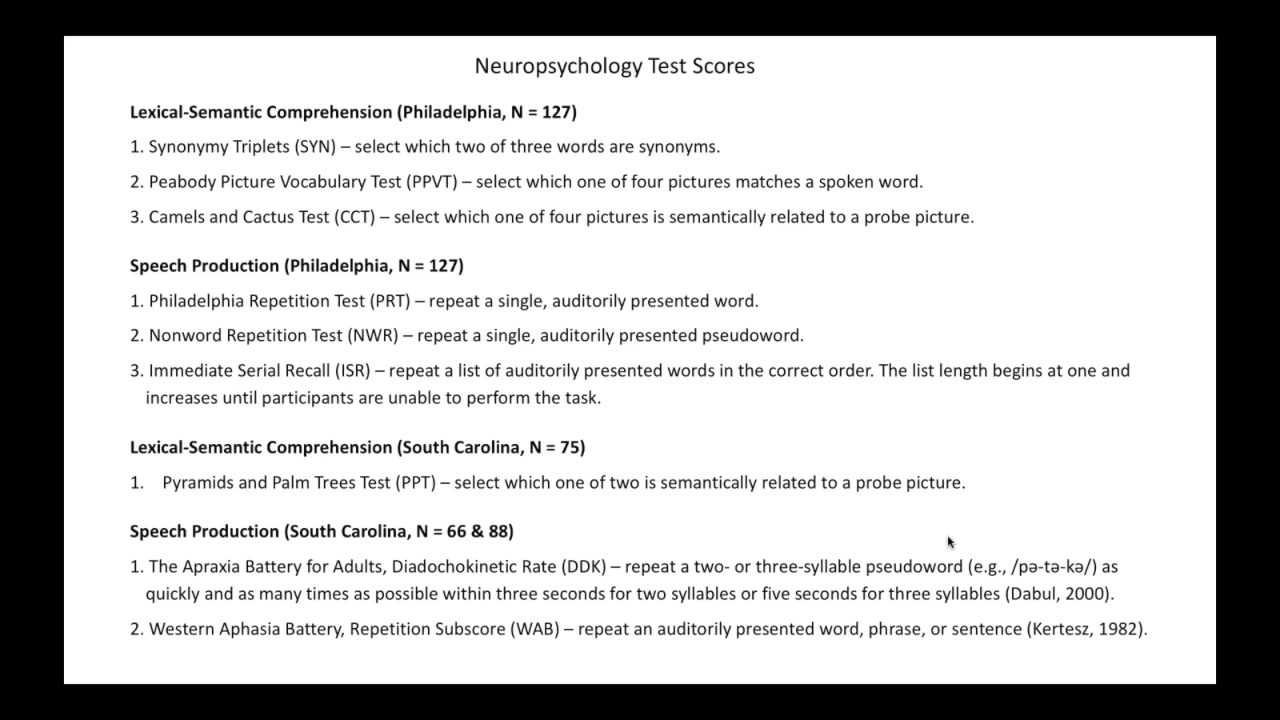 Neuropsychology Test Scores
Lexical-Semantic Comprehension (Philadelphia, N = 127)
1. Synonymy Triplets (SYN) – select which two of three words are synonyms.
2. Peabody Picture Vocabulary Test (PPVT) – select which one of four pictures matches a spoken word.
3. Camels and Cactus Test (CCT) – select which one of four pictures is semantically related to a probe picture.
Speech Production (Philadelphia, N = 127)
1. Philadelphia Repetition Test (PRT) – repeat a single, auditorily presented word.
2. Nonword Repetition Test (NWR) – repeat a single, auditorily presented pseudoword.
3. Immediate Serial Recall (ISR) – repeat a list of auditorily presented words in the correct order. The list length begins at one and
increases until participants are unable to perform the task.
Lexical-Semantic Comprehension (South Carolina, N = 75)
1. Pyramids and Palm Trees Test (PPT) – select which one of two is semantically related to a probe picture.
Speech Production (South Carolina, N = 66 & 88)
1. The Apraxia Battery for Adults, Diadochokinetic Rate (DDK) – repeat a two- or three-syllable pseudoword (e.g., /pə-tə-kə/) as
quickly and as many times as possible within three seconds for two syllables or five seconds for three syllables (Dabul, 2000).
2. Western Aphasia Battery, Repetition Subscore (WAB) – repeat an auditorily presented word, phrase, or sentence (Kertesz, 1982).